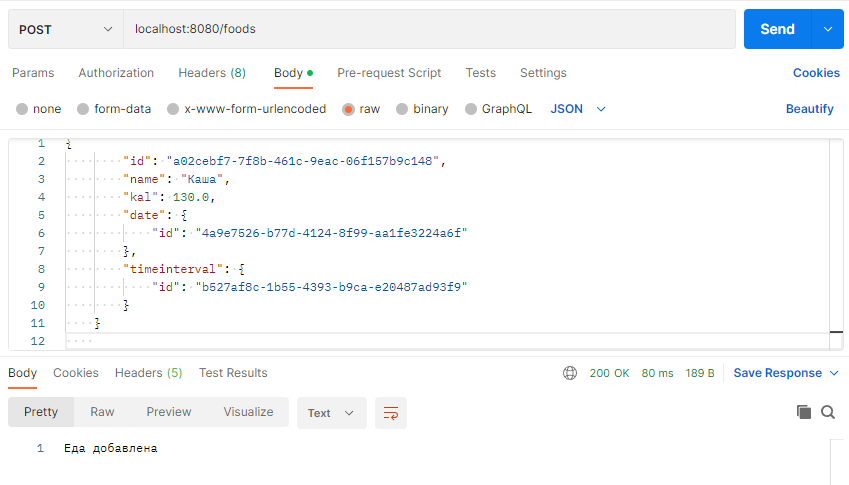 POST localhost:8080/foods Send
Params Authorization Headers (8) Body Pre-request Script Tests Settings Cookies
none form-data x-www-form-urlencoded raw binary GraphQL JSON Beautify
1 {
2 "id": "a02cebf7-7f8b-461c-9eac-06f157b9c148",
3 "name": "Каша",
4 "kal": 130.0,
5 "date": {
6 "id": "4a9e7526-b77d-4124-8f99-aa1fe3224a6f"
7 },
8 "timeinterval": {
9 "id": "b527af8c-1b55-4393-b9ca-e20487ad93f9"
10 }
11 }
12
Body Cookies Headers (5) Test Results 200 OK 80 ms 189 B Save Response
Pretty Raw Preview Visualize Text
1 Еда добавлена